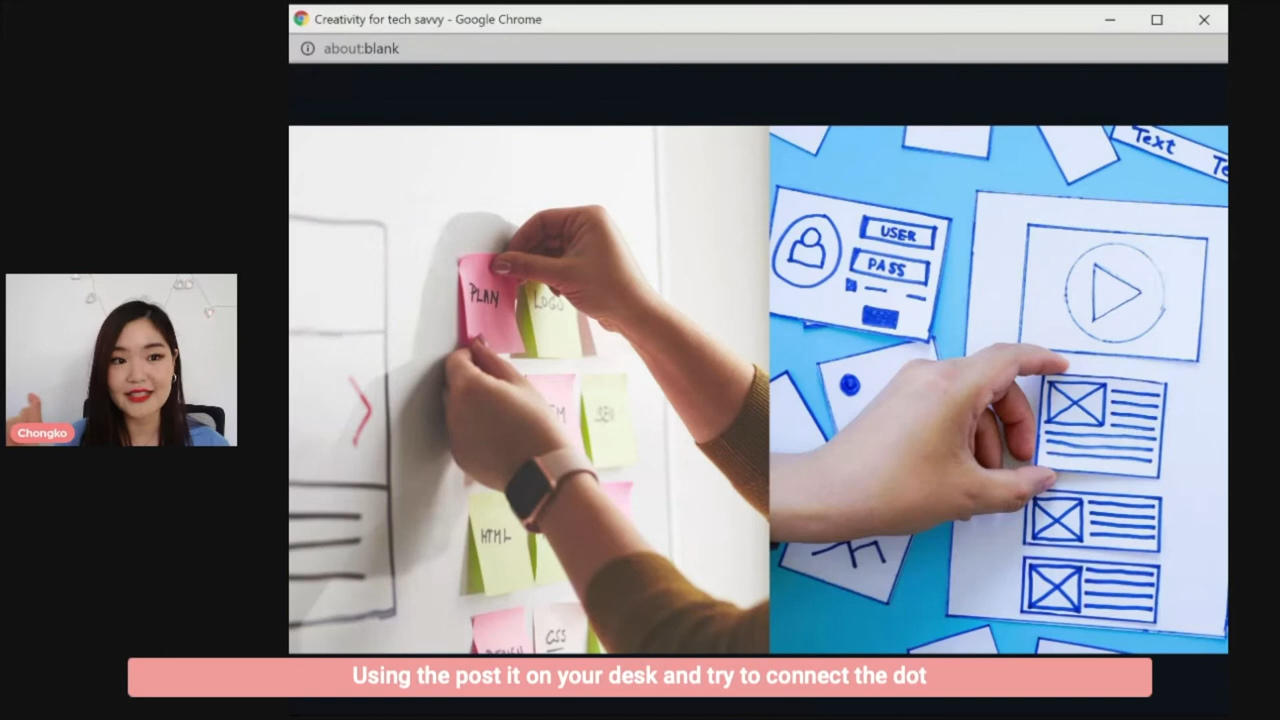 Creativity for tech savvy - Google Chrome
about:blank
Text
USER
PASS
PLAN
HTML
CSS
Chongko
Using the post it on your desk and try to connect the dot